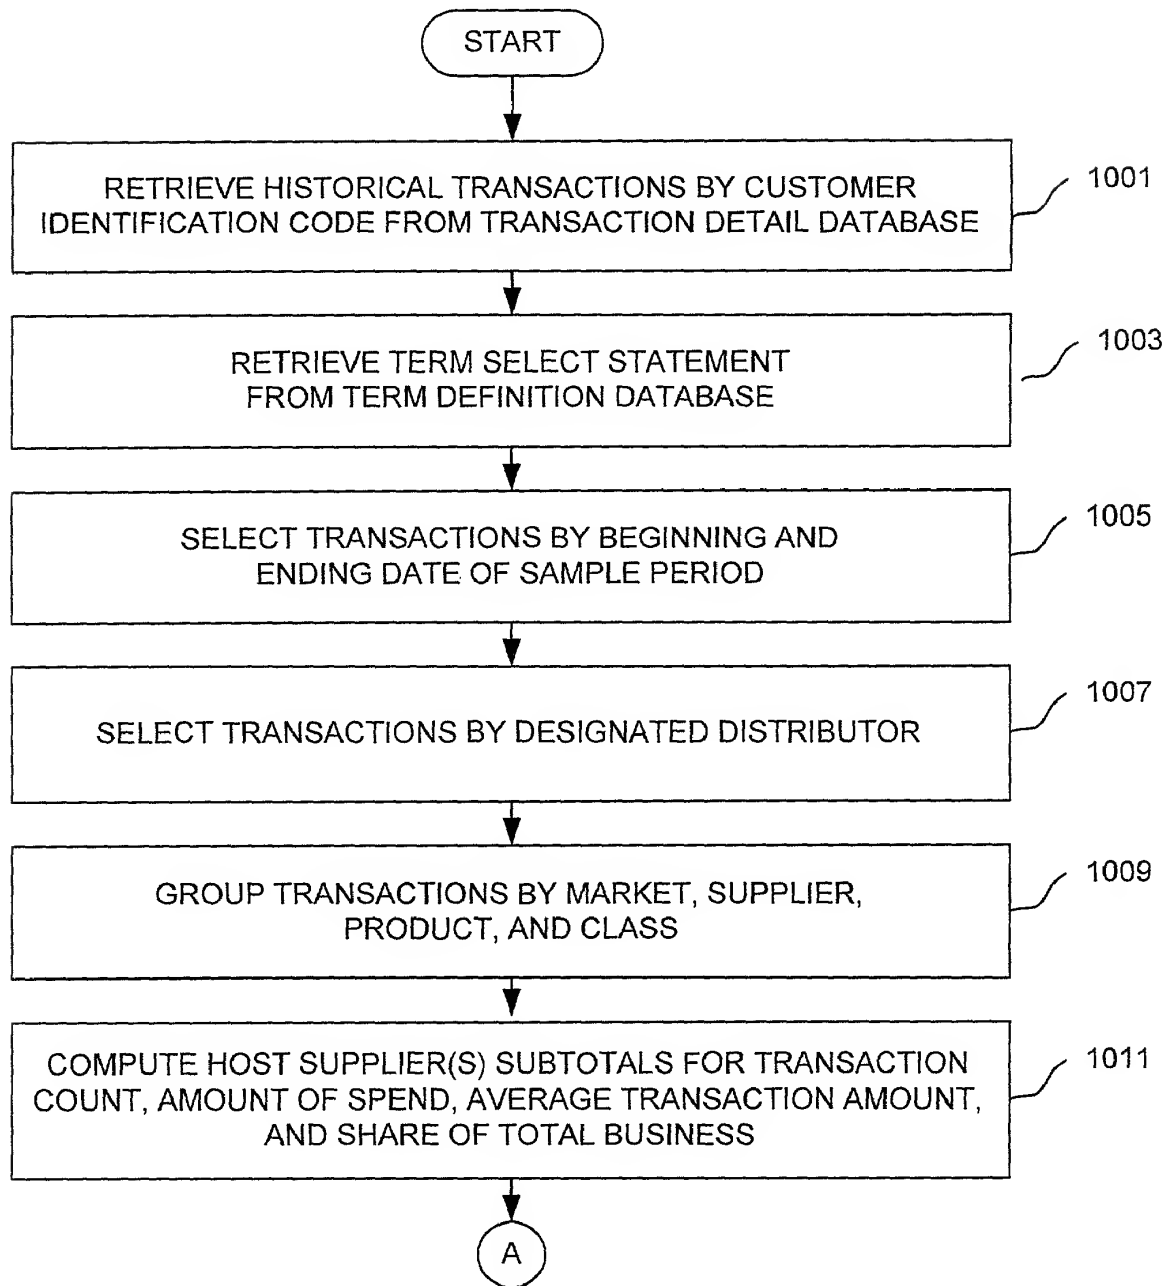 START
RETRIEVE HISTORICAL TRANSACTIONS BY CUSTOMER
IDENTIFICATION CODE FROM TRANSACTION DETAIL DATABASE
1001
RETRIEVE TERM SELECT STATEMENT
FROM TERM DEFINITION DATABASE
1003
SELECT TRANSACTIONS BY BEGINNING AND
ENDING DATE OF SAMPLE PERIOD
1005
SELECT TRANSACTIONS BY DESIGNATED DISTRIBUTOR
1007
GROUP TRANSACTIONS BY MARKET, SUPPLIER,
PRODUCT, AND CLASS
1009
COMPUTE HOST SUPPLIER(S) SUBTOTALS FOR TRANSACTION
COUNT, AMOUNT OF SPEND, AVERAGE TRANSACTION AMOUNT,
AND SHARE OF TOTAL BUSINESS
1011
A